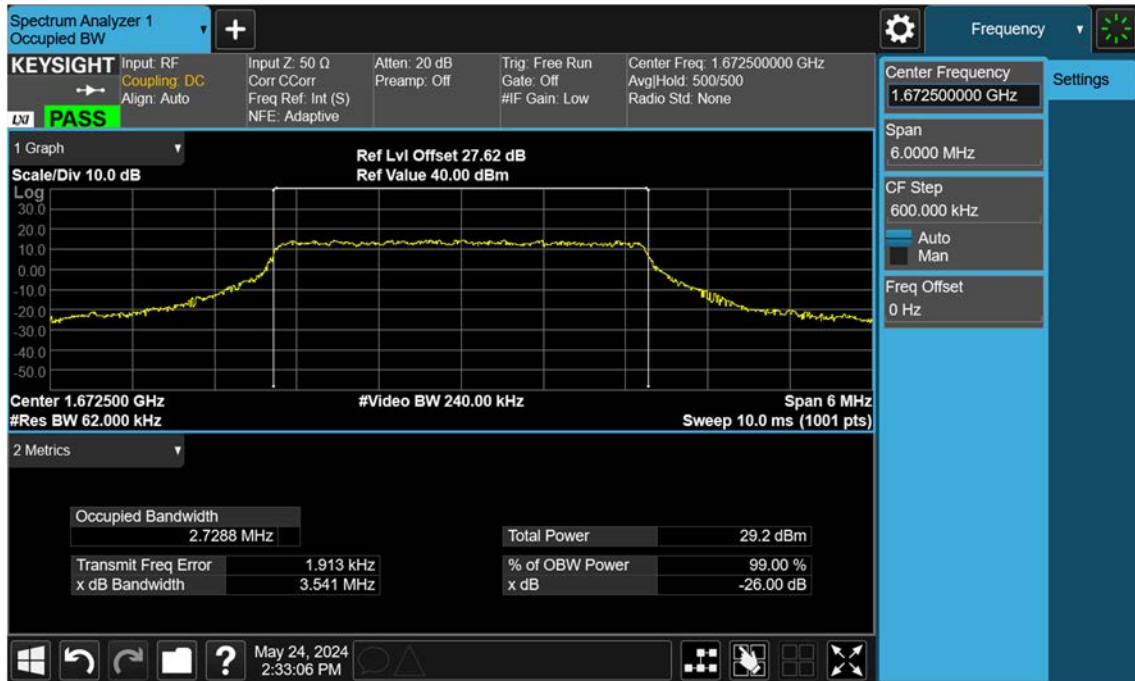 Spectrum Analyzer 1
Occupied BW
+
Frequency
KEYSIGHT
Input: RF
Coupling: DC
Align: Auto
LXI PASS
Input Z: 50 Ω
Corr CCorr
Freq Ref: Int (S)
NFE: Adaptive
Atten: 20 dB
Preamp: Off
Trig: Free Run
Gate: Off
#IF Gain: Low
Center Freq: 1.672500000 GHz
Avg|Hold: 500/500
Radio Std: None
1 Graph
Scale/Div 10.0 dB
Ref Lvl Offset 27.62 dB
Ref Value 40.00 dBm
Log
30.0
20.0
10.0
0.00
-10.0
-20.0
-30.0
-40.0
-50.0
Center 1.672500 GHz
#Video BW 240.00 kHz
Span 6 MHz
#Res BW 62.000 kHz
Sweep 10.0 ms (1001 pts)
2 Metrics
Occupied Bandwidth
2.7288 MHz
Total Power 29.2 dBm
Transmit Freq Error 1.913 kHz
% of OBW Power 99.00 %
x dB Bandwidth 3.541 MHz
x dB -26.00 dB
Center Frequency
1.672500000 GHz
Settings
Span
6.0000 MHz
CF Step
600.000 kHz
Auto
Man
Freq Offset
0 Hz
?
May 24, 2024
2:33:06 PM